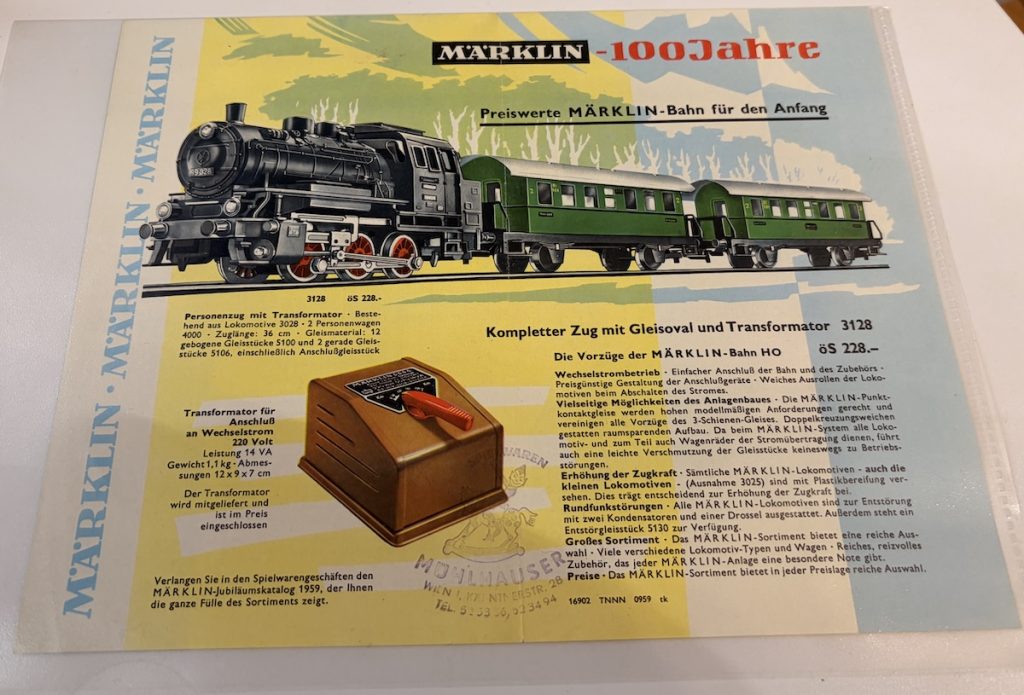 MÄRKLIN · MÄRKLIN · MÄRKLIN · MÄRKLIN
MÄRKLIN -100 Jahre
Preiswerte MÄRKLIN-Bahn für den Anfang
3128 öS 228.-
Personenzug mit Transformator · Beste-
hend aus Lokomotive 3028 · 2 Personenwagen
4000 · Zuglänge: 36 cm · Gleismaterial: 12
gebogene Gleisstücke 5100 und 2 gerade Gleis-
stücke 5106, einschließlich Anschlußgleisstück
Transformator für
Anschluß
an Wechselstrom
220 Volt
Leistung 14 VA
Gewicht 1,1 kg · Abmes-
sungen 12 x 9 x 7 cm
Der Transformator
wird mitgeliefert und
ist im Preis
eingeschlossen
Verlangen Sie in den Spielwarengeschäften den
MÄRKLIN-Jubiläumskatalog 1959, der Ihnen
die ganze Fülle des Sortiments zeigt.
MÄRKLIN
WAREN
MÜHLHAUSER
WIEN I, KÄRNTNERSTR. 28
TEL.
Kompletter Zug mit Gleisoval und Transformator 3128
öS 228.–
Die Vorzüge der MÄRKLIN-Bahn HO
Wechselstrombetrieb · Einfacher Anschluß der Bahn und des Zubehörs ·
Preisgünstige Gestaltung der Anschlußgeräte · Weiches Ausrollen der Loko-
motiven beim Abschalten des Stromes.
Vielseitige Möglichkeiten des Anlagenbaues · Die MÄRKLIN-Punkt-
kontaktgleise werden hohen modellmäßigen Anforderungen gerecht und
vereinigen alle Vorzüge des 3-Schienen-Gleises. Doppelkreuzungsweichen
gestatten raumsparenden Aufbau. Da beim MÄRKLIN-System alle Loko-
motiv- und zum Teil auch Wagenräder der Stromübertragung dienen, führt
auch eine leichte Verschmutzung der Gleisstücke keineswegs zu Betriebs-
störungen.
Erhöhung der Zugkraft · Sämtliche MÄRKLIN-Lokomotiven - auch die
kleinen Lokomotiven - (Ausnahme 3025) sind mit Plastikbereifung ver-
sehen. Dies trägt entscheidend zur Erhöhung der Zugkraft bei.
Rundfunkstörungen · Alle MÄRKLIN-Lokomotiven sind zur Entstörung
mit zwei Kondensatoren und einer Drossel ausgestattet. Außerdem steht ein
Entstörgleisstück 5130 zur Verfügung.
Großes Sortiment · Das MÄRKLIN-Sortiment bietet eine reiche Aus-
wahl · Viele verschiedene Lokomotiv-Typen und Wagen · Reiches, reizvolles
Zubehör, das jeder MÄRKLIN-Anlage eine besondere Note gibt.
Preise · Das MÄRKLIN-Sortiment bietet in jeder Preislage reiche Auswahl.
16902 TNNN 0959 tk